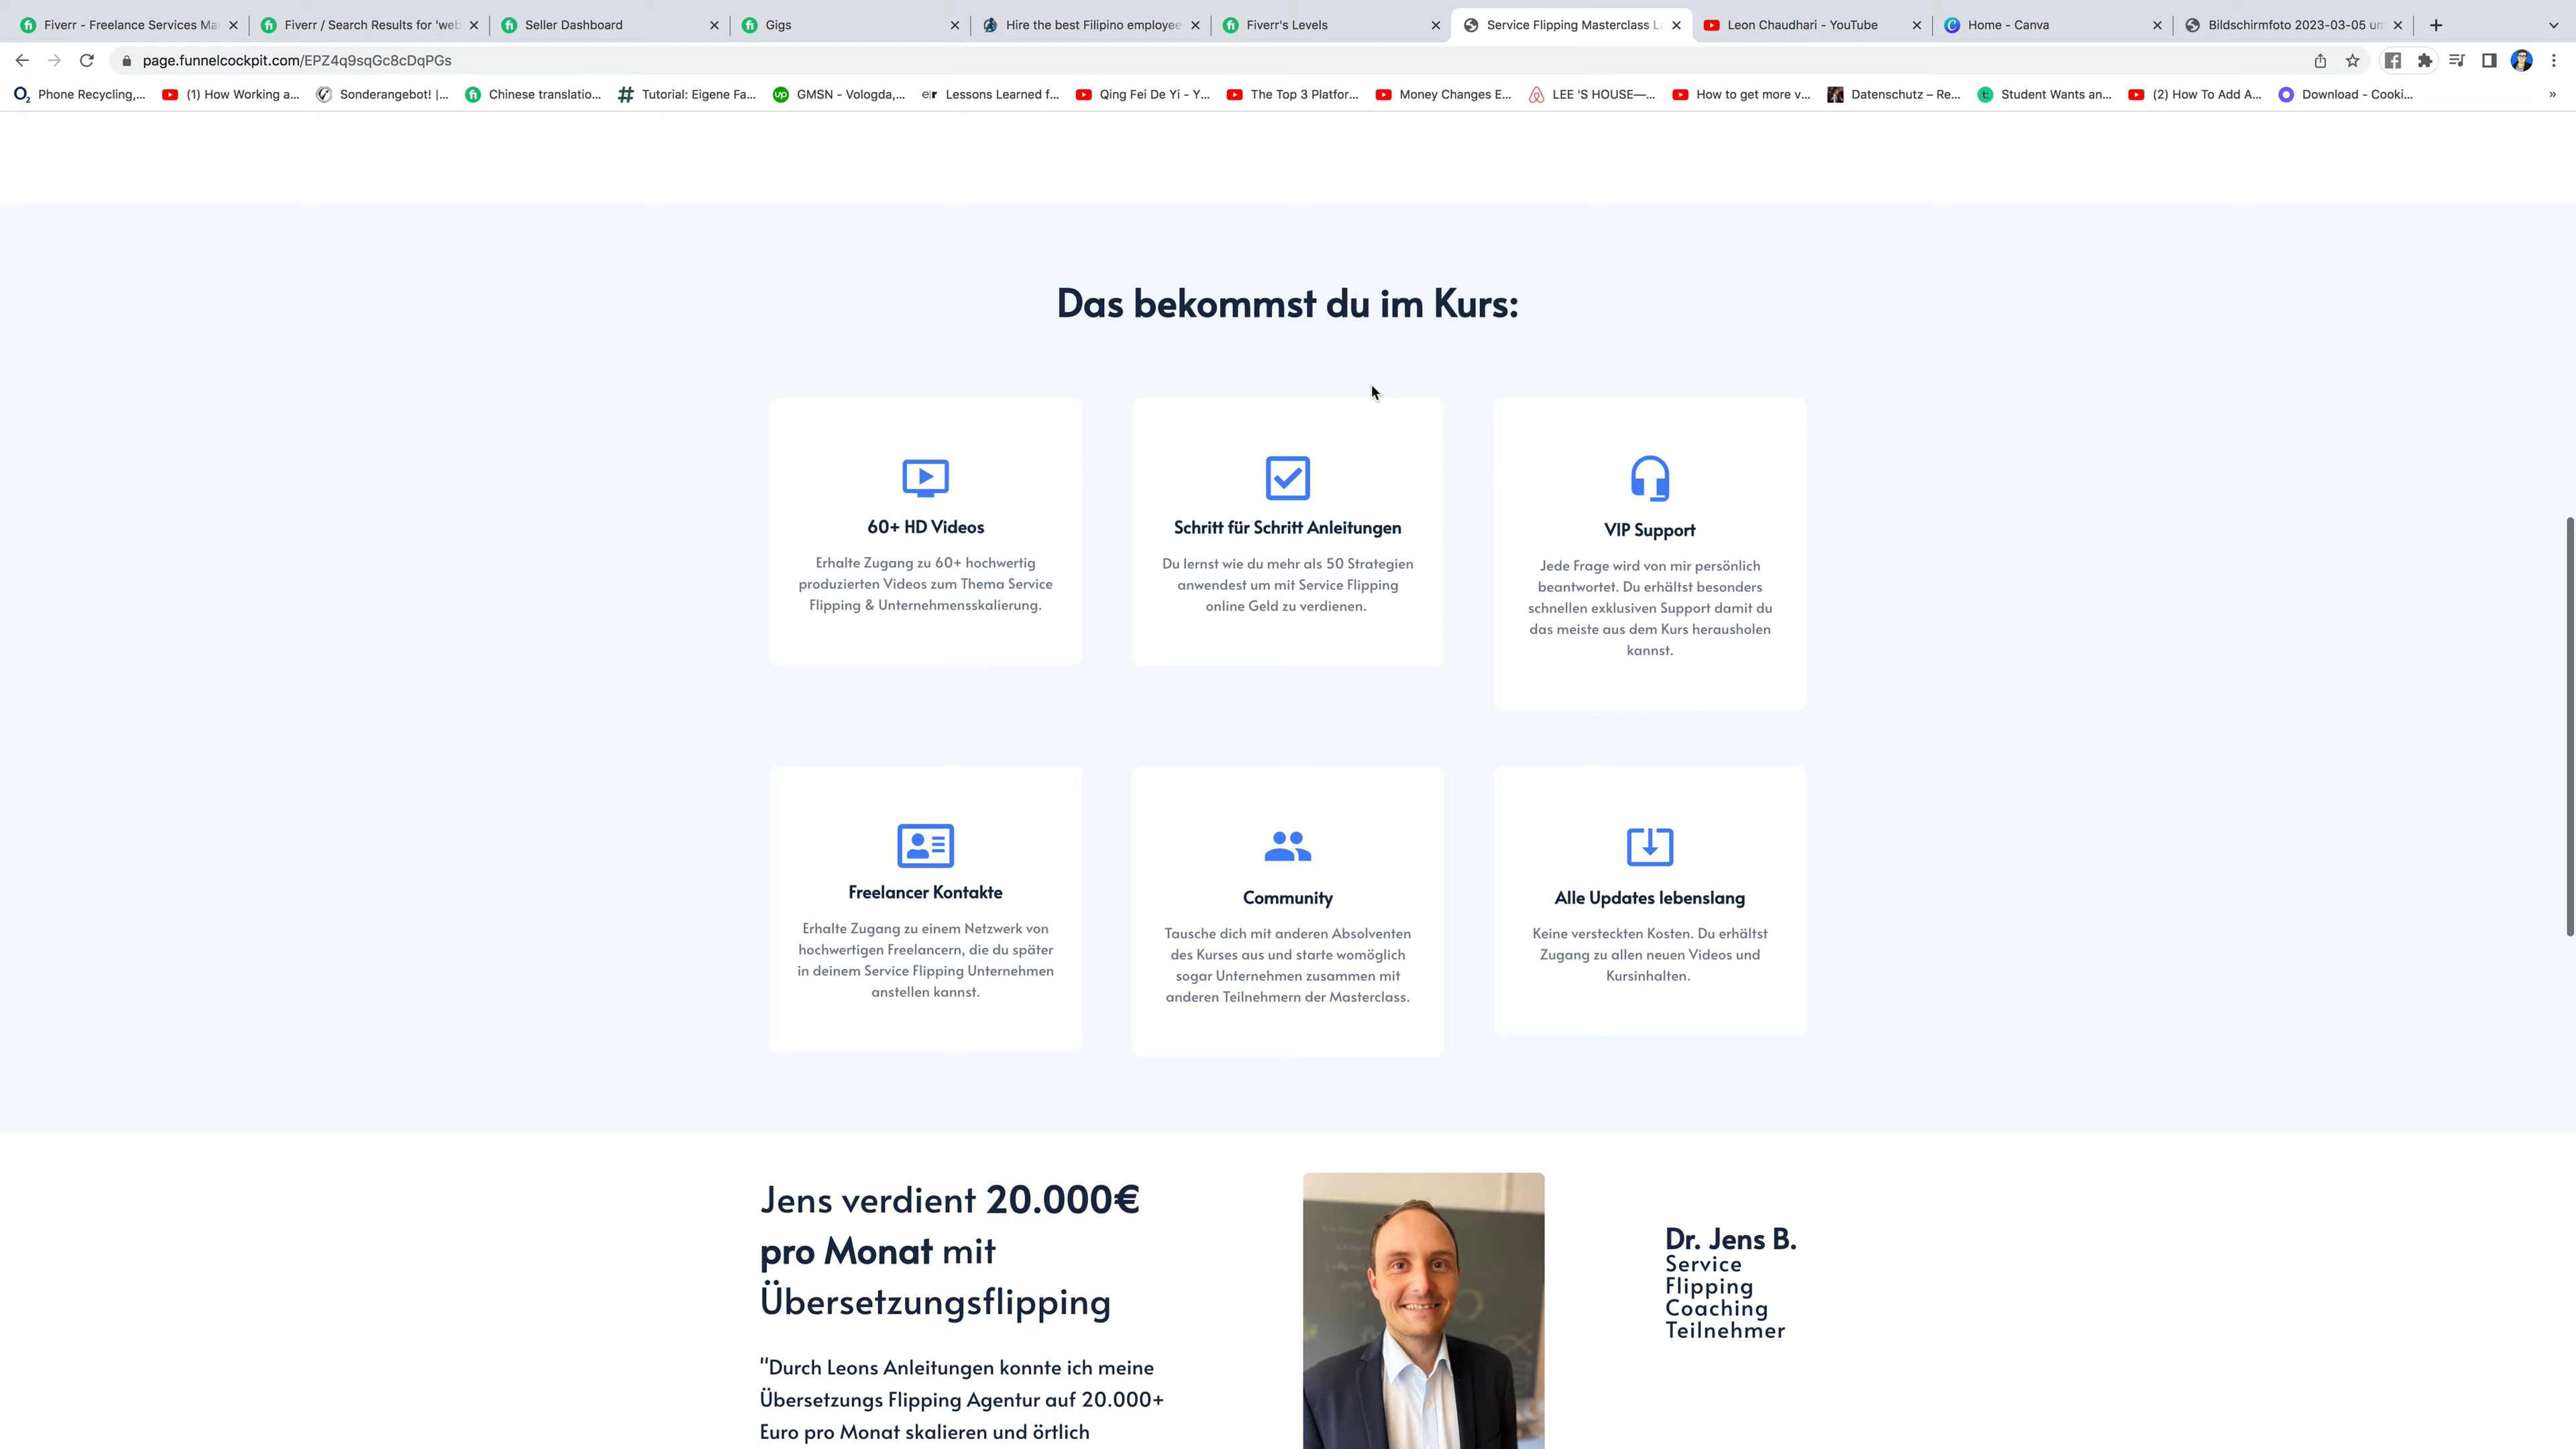 Fiverr - Freelance Services Ma
Fiverr / Search Results for 'web
Seller Dashboard
Gigs
Hire the best Filipino employee
Fiverr's Levels
Service Flipping Masterclass La
Leon Chaudhari - YouTube
Home - Canva
Bildschirmfoto 2023-03-05 um
page.funnelcockpit.com/EPZ4q9sqGc8cDqPGs
Phone Recycling,...
(1) How Working a...
Sonderangebot! |...
Chinese translatio...
Tutorial: Eigene Fa...
GMSN - Vologda,...
Lessons Learned f...
Qing Fei De Yi - Y...
The Top 3 Platfor...
Money Changes E...
LEE 'S HOUSE—...
How to get more v...
Datenschutz – Re...
Student Wants an...
(2) How To Add A...
Download - Cooki...
»
Das bekommst du im Kurs:
60+ HD Videos
Erhalte Zugang zu 60+ hochwertig
produzierten Videos zum Thema Service
Flipping & Unternehmensskalierung.
Schritt für Schritt Anleitungen
Du lernst wie du mehr als 50 Strategien
anwendest um mit Service Flipping
online Geld zu verdienen.
VIP Support
Jede Frage wird von mir persönlich
beantwortet. Du erhältst besonders
schnellen exklusiven Support damit du
das meiste aus dem Kurs herausholen
kannst.
Freelancer Kontakte
Erhalte Zugang zu einem Netzwerk von
hochwertigen Freelancern, die du später
in deinem Service Flipping Unternehmen
anstellen kannst.
Community
Tausche dich mit anderen Absolventen
des Kurses aus und starte womöglich
sogar Unternehmen zusammen mit
anderen Teilnehmern der Masterclass.
Alle Updates lebenslang
Keine versteckten Kosten. Du erhältst
Zugang zu allen neuen Videos und
Kursinhalten.
Jens verdient 20.000€
pro Monat mit
Übersetzungsflipping
"Durch Leons Anleitungen konnte ich meine
Übersetzungs Flipping Agentur auf 20.000+
Euro pro Monat skalieren und örtlich
Dr. Jens B.
Service
Flipping
Coaching
Teilnehmer